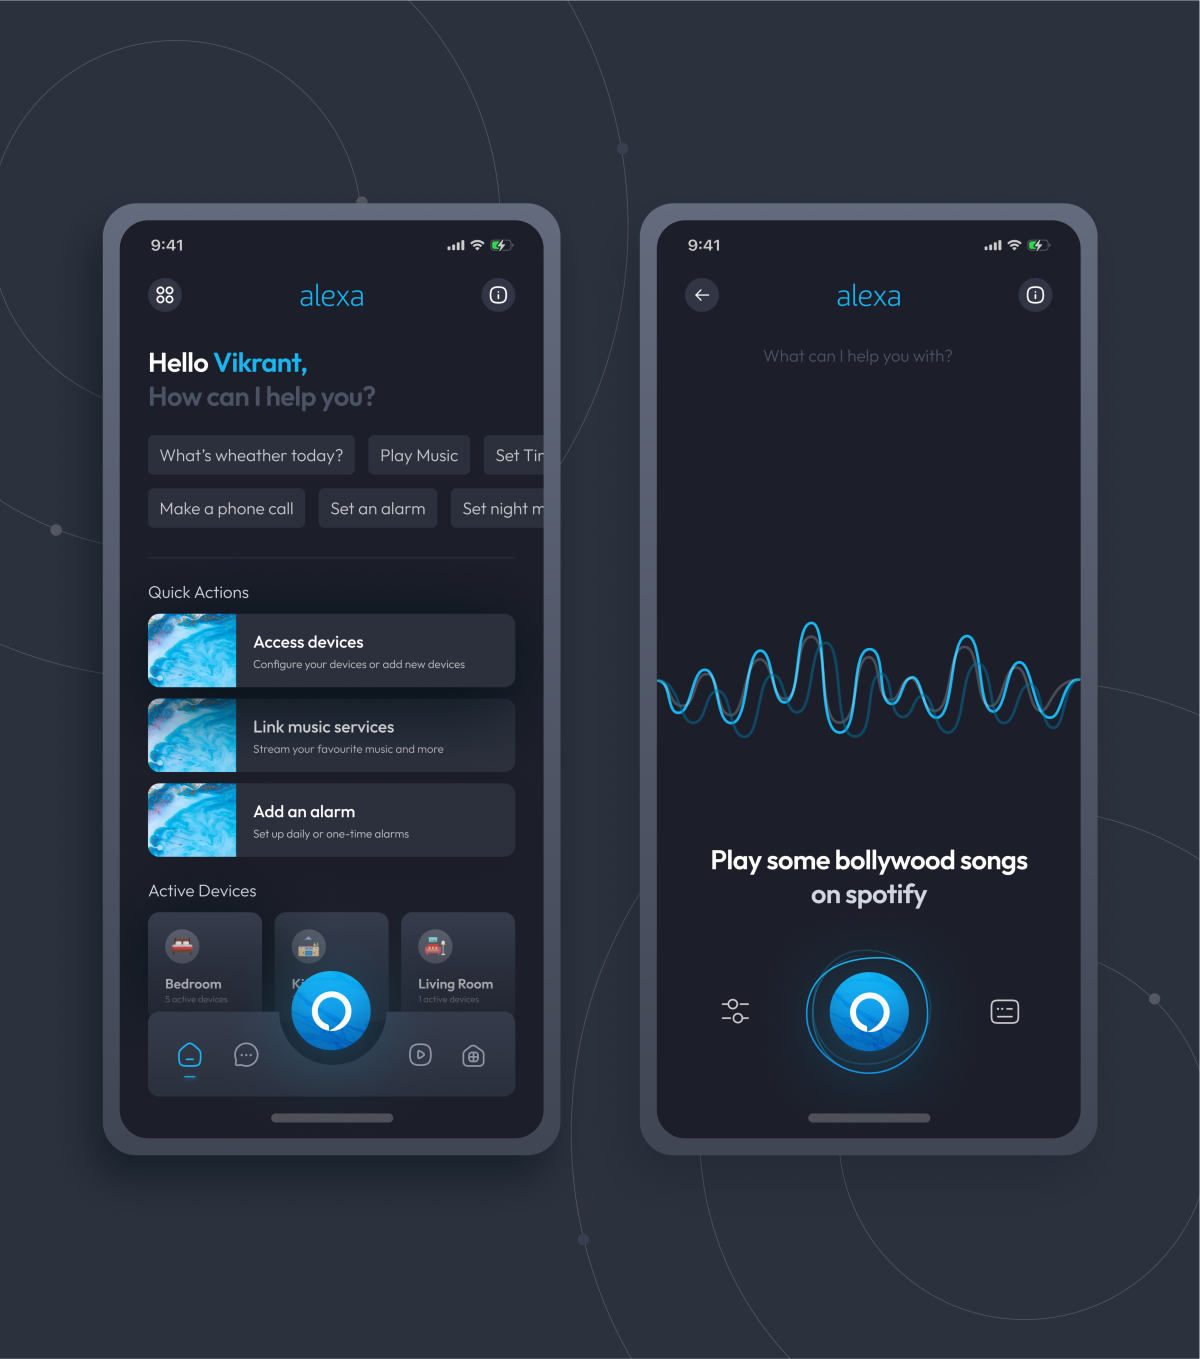 9:41
alexa
Hello Vikrant,
How can I help you?
What's wheather today?
Play Music
Set Tir
Make a phone call
Set an alarm
Set night m
Quick Actions
Access devices
Configure your devices or add new devices
Link music services
Stream your favourite music and more
Add an alarm
Set up daily or one-time alarms
Active Devices
Bedroom
5 active devices
Ki
Living Room
1 active devices
9:41
alexa
What can I help you with?
Play some bollywood songs
on spotify